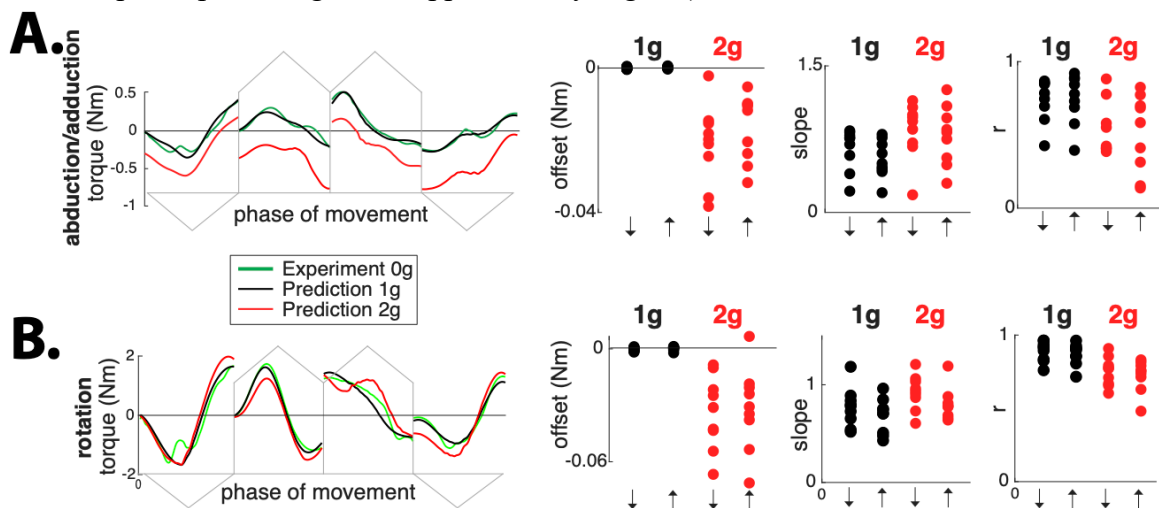 A.
abduction/adduction
torque (Nm)
0.5
0
-0.5
-1
phase of movement
1g 2g
0
offset (Nm)
-0.04
1g 2g
1.5
slope
0
1g 2g
1
r
0
Experiment 0g
Prediction 1g
Prediction 2g
B.
rotation
torque (Nm)
2
0
-2
0
phase of movement
1g 2g
0
offset (Nm)
-0.06
1g 2g
1
slope
0
1g 2g
1
r
0
0